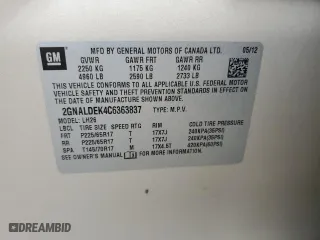 GM
MFD BY GENERAL MOTORS OF CANADA LTD. 05/12
GVWR GAWR FRT GAWR RR
2250 KG 1175 KG 1240 KG
4960 LB 2590 LB 2733 LB
THIS VEHICLE CONFORMS TO ALL APPLICABLE U.S. FEDERAL MOTOR
VEHICLE SAFETY AND THEFT PREVENTION STANDARDS IN EFFECT ON
THE DATE OF MANUFACTURE SHOWN ABOVE.
2GNALDEK4C6363837 TYPE: M.P.V.
MODEL: LH26
LBCL TIRE SIZE SPEED RTG RIM COLD TIRE PRESSURE
FRT P225/65R17 T 17X7J 240KPA(35PSI)
RR P225/65R17 T 17X7J 240KPA(35PSI)
SPA T145/70R17 M 17X4.5T 420KPA(60PSI)
SEE OWNER'S MANUAL FOR MORE INFORMATION.
© DREAMBID DREAMBID.COM